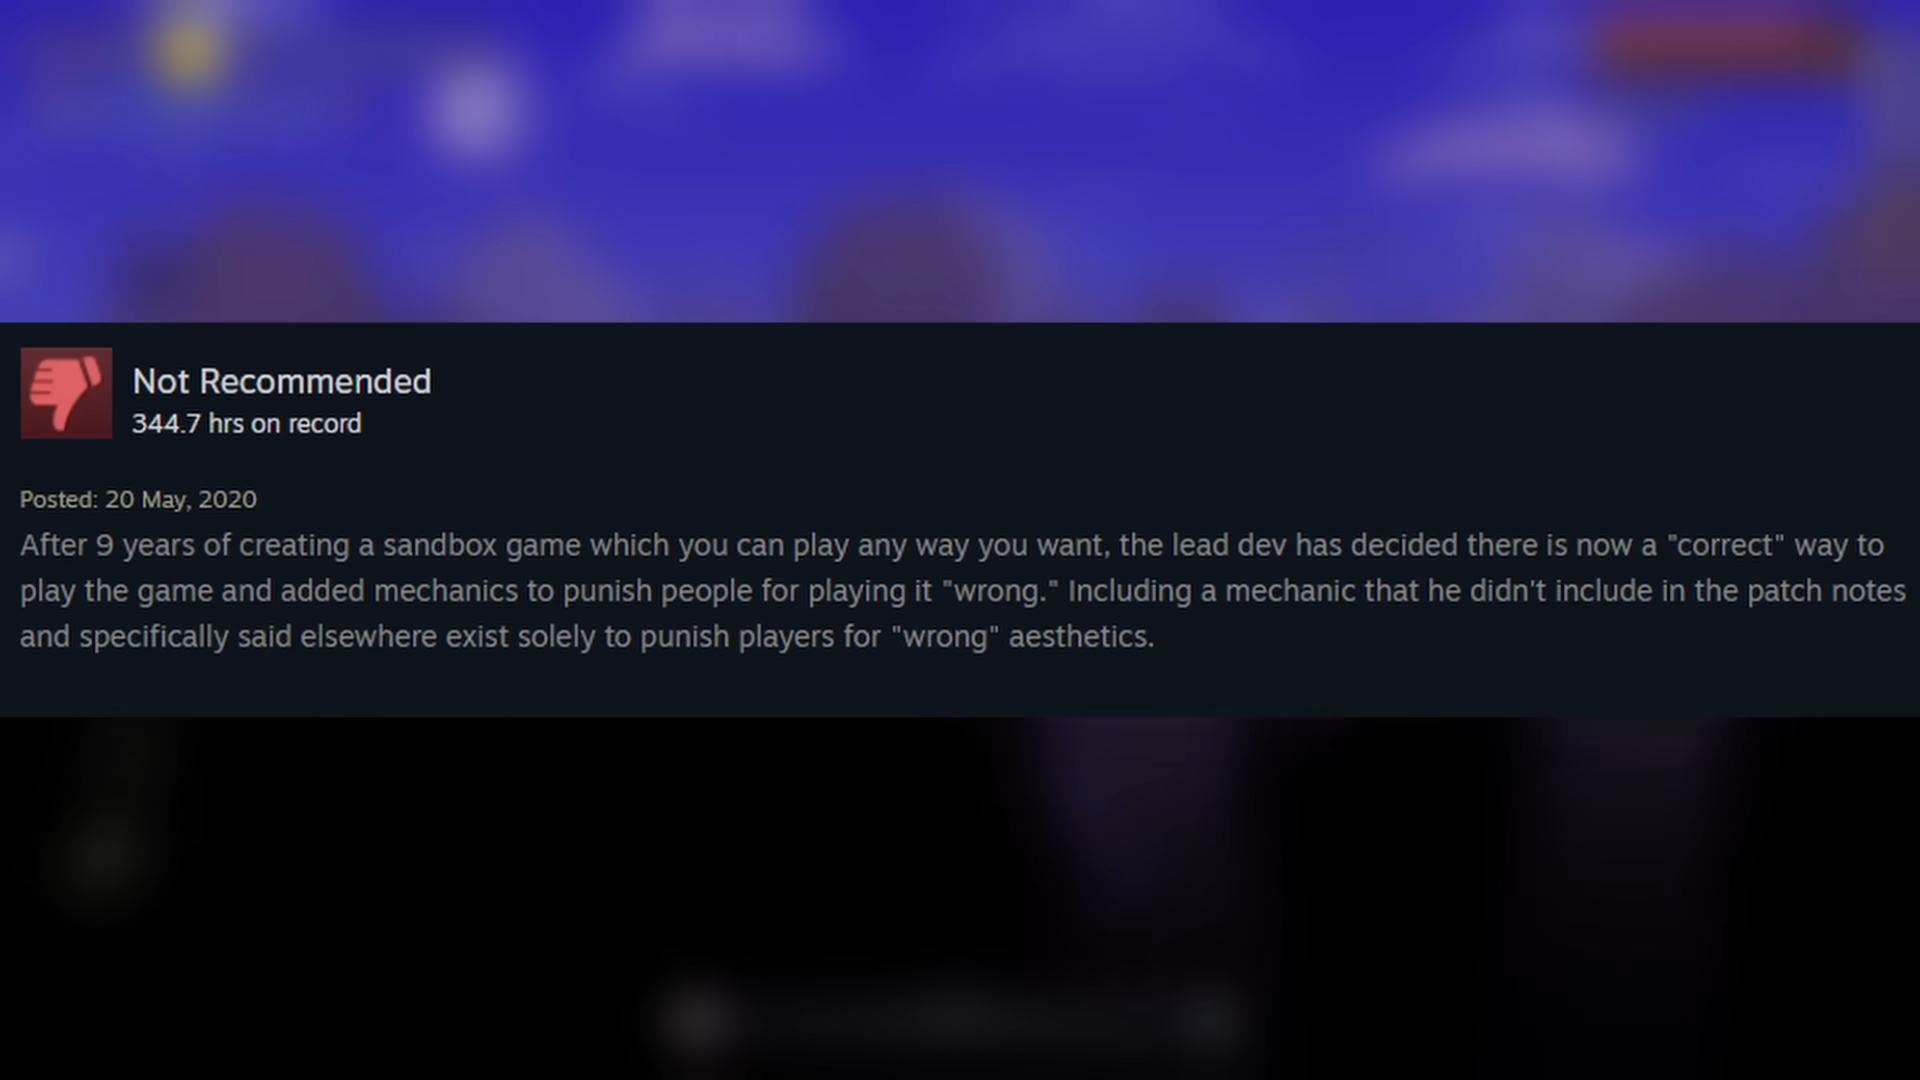 Not Recommended
344.7 hrs on record
Posted: 20 May, 2020
After 9 years of creating a sandbox game which you can play any way you want, the lead dev has decided there is now a "correct" way to
play the game and added mechanics to punish people for playing it "wrong." Including a mechanic that he didn't include in the patch notes
and specifically said elsewhere exist solely to punish players for "wrong" aesthetics.